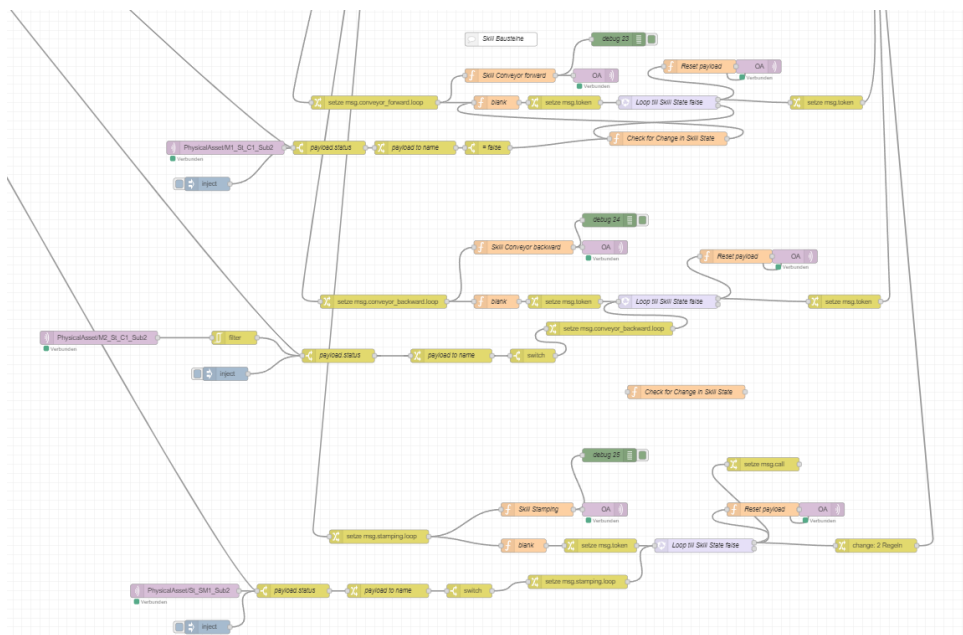 Skill Bausteine
debug 23
Skill Conveyor forward
OA
Verbunden
Reset payload
OA
Verbunden
setze msg.conveyor_forward.loop
blank
setze msg.token
Loop till Skill State false
setze msg.token
Check for Change in Skill State
PhysicalAsset/M1_St_C1_Sub2
Verbunden
payload.status
payload to name
= false
inject
debug 24
Skill Conveyor backward
OA
Verbunden
Reset payload
OA
Verbunden
setze msg.conveyor_backward.loop
blank
setze msg.token
Loop till Skill State false
setze msg.token
setze msg.conveyor_backward.loop
PhysicalAsset/M2_St_C1_Sub2
Verbunden
filter
payload.status
payload to name
switch
inject
Check for Change in Skill State
debug 25
setze msg.call
Skill Stamping
OA
Verbunden
Reset payload
OA
Verbunden
setze msg.stamping.loop
blank
setze msg.token
Loop till Skill State false
change: 2 Regeln
setze msg.stamping.loop
PhysicalAsset/St_SM1_Sub2
Verbunden
payload.status
payload to name
switch
inject